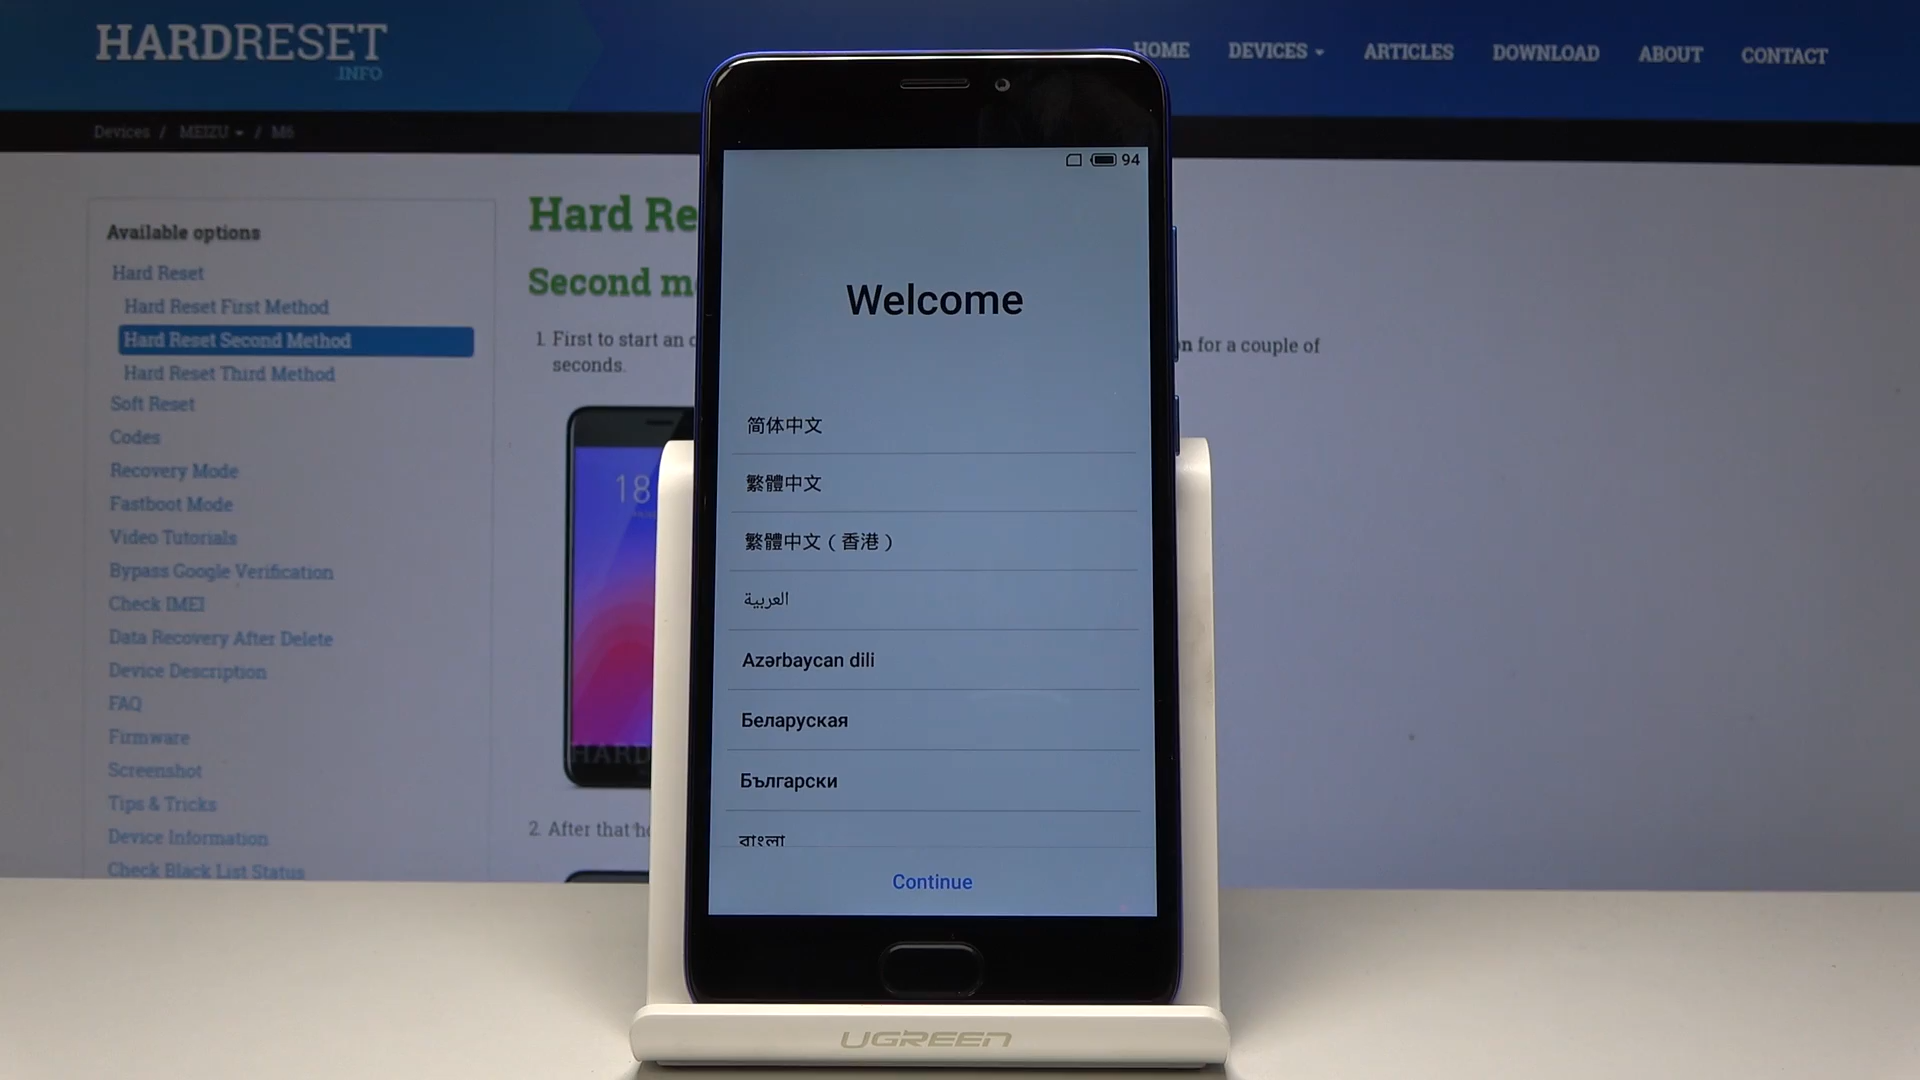 HARDRESET
.INFO
HOME DEVICES ARTICLES DOWNLOAD ABOUT CONTACT
Devices / MEIZU / M6
Available options
Hard Reset
Hard Reset First Method
Hard Reset Second Method
Hard Reset Third Method
Soft Reset
Codes
Recovery Mode
Fastboot Mode
Video Tutorials
Bypass Google Verification
Check IMEI
Data Recovery After Delete
Device Description
FAQ
Firmware
Screenshot
Tips & Tricks
Device Information
Check Black List Status
Hard Re
Second m
1. First to start an
n for a couple of
seconds.
18
HARD
2. After that h
94
Welcome
简体中文
繁體中文
繁體中文（香港）
العربية
Azərbaycan dili
Беларуская
Български
বাংলা
Continue
UGREEN